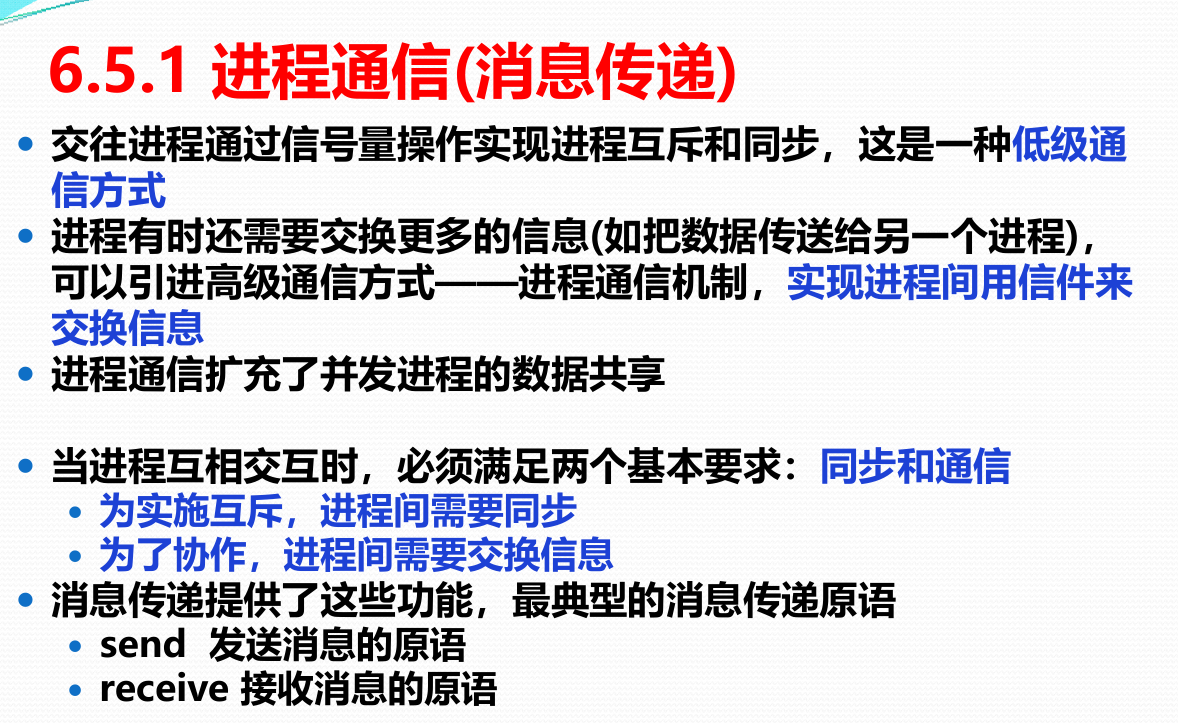 6.5.1 进程通信(消息传递)
交往进程通过信号量操作实现进程互斥和同步，这是一种低级通
信方式
进程有时还需要交换更多的信息(如把数据传送给另一个进程)，
可以引进高级通信方式——进程通信机制，实现进程间用信件来
交换信息
进程通信扩充了并发进程的数据共享
当进程互相交互时，必须满足两个基本要求：同步和通信
为实施互斥，进程间需要同步
为了协作，进程间需要交换信息
消息传递提供了这些功能，最典型的消息传递原语
send 发送消息的原语
receive 接收消息的原语